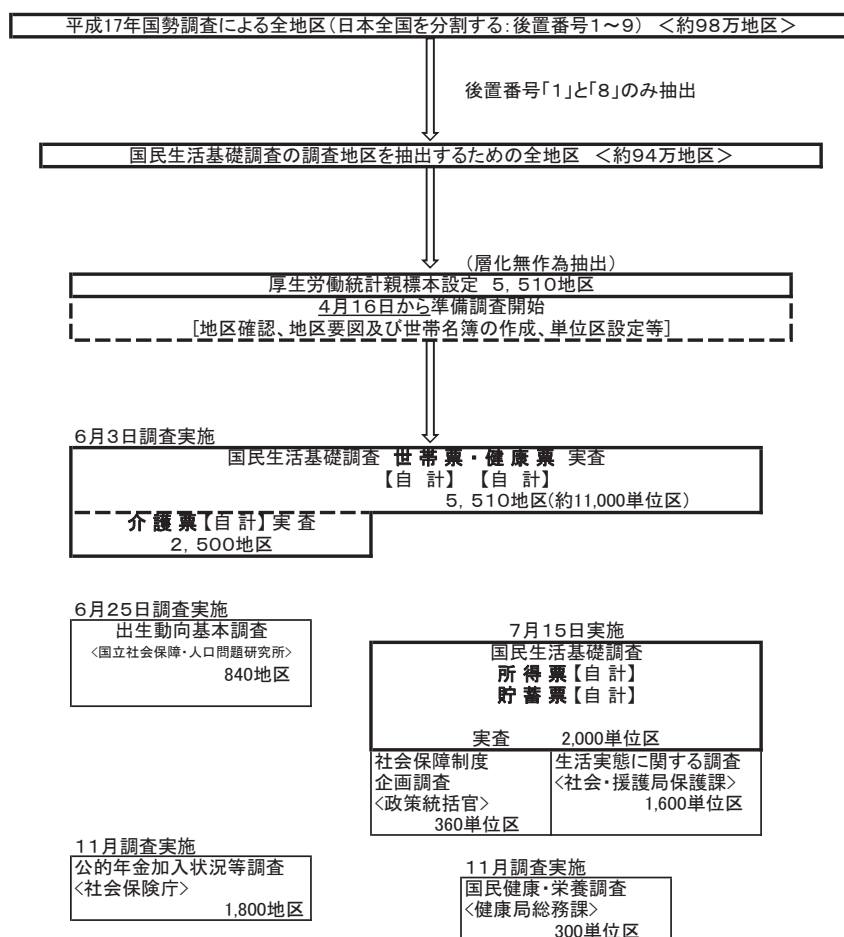 平成17年国勢調査による全地区(日本全国を分割する:後置番号1～9) <約98万地区>
後置番号「1」と「8」のみ抽出
国民生活基礎調査の調査地区を抽出するための全地区 <約94万地区>
(層化無作為抽出)
厚生労働統計親標本設定 5,510地区
4月16日から準備調査開始
[地区確認、地区要図及び世帯名簿の作成、単位区設定等]
6月3日調査実施
国民生活基礎調査 世帯票・健康票 実査
【自 計】 【自 計】
5,510地区(約11,000単位区)
介護票【自計】実査
2,500地区
6月25日調査実施
出生動向基本調査
<国立社会保障・人口問題研究所>
840地区
7月15日実施
国民生活基礎調査
所得票【自計】
貯蓄票【自計】
実査 2,000単位区
社会保障制度
企画調査
<政策統括官>
360単位区
生活実態に関する調査
<社会・援護局保護課>
1,600単位区
11月調査実施
公的年金加入状況等調査
<社会保険庁>
1,800地区
11月調査実施
国民健康・栄養調査
<健康局総務課>
300単位区